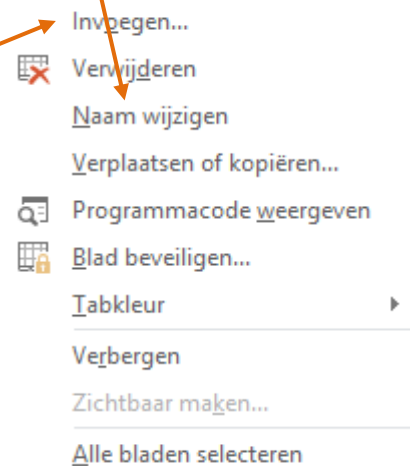 Invoegen...
Verwijderen
Naam wijzigen
Verplaatsen of kopiëren...
Programmacode weergeven
Blad beveiligen...
Tabkleur
Verbergen
Zichtbaar maken...
Alle bladen selecteren